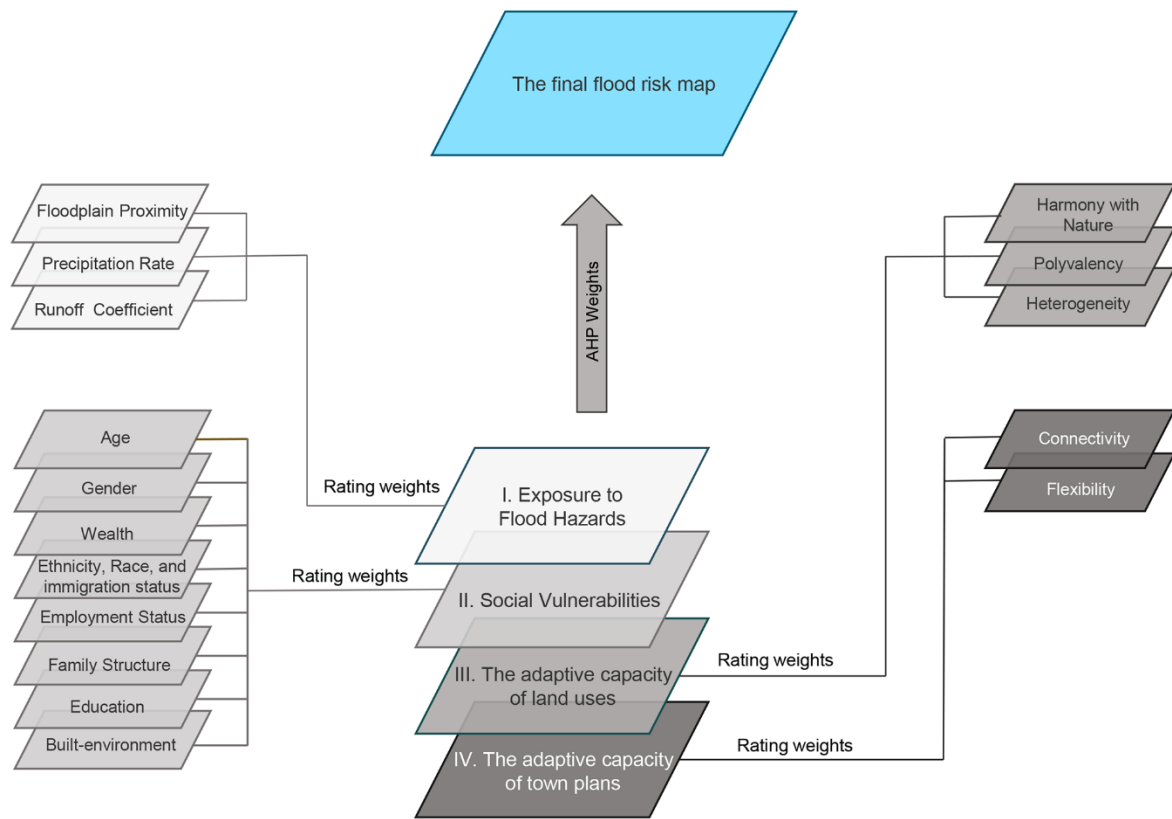 The final flood risk map
Floodplain Proximity
Precipitation Rate
Runoff Coefficient
Harmony with
Nature
Polyvalency
Heterogeneity
AHP Weights
Age
Gender
Wealth
Ethnicity, Race, and
immigration status
Employment Status
Family Structure
Education
Built-environment
Connectivity
Flexibility
Rating weights
I. Exposure to
Flood Hazards
Rating weights
II. Social Vulnerabilities
III. The adaptive capacity
of land uses
Rating weights
IV. The adaptive capacity
of town plans
Rating weights